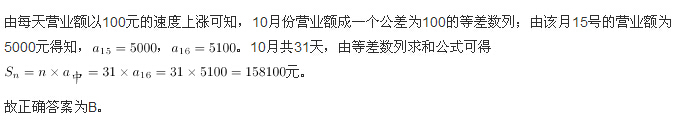 由每天营业额以100元的速度上涨可知，10月份营业额成一个公差为100的等差数列；由该月15号的营业额为
5000元得知，a₁₅ = 5000，a₁₆ = 5100。10月共31天，由等差数列求和公式可得
Sₙ = n × a中 = 31 × a₁₆ = 31 × 5100 = 158100元。
故正确答案为B。